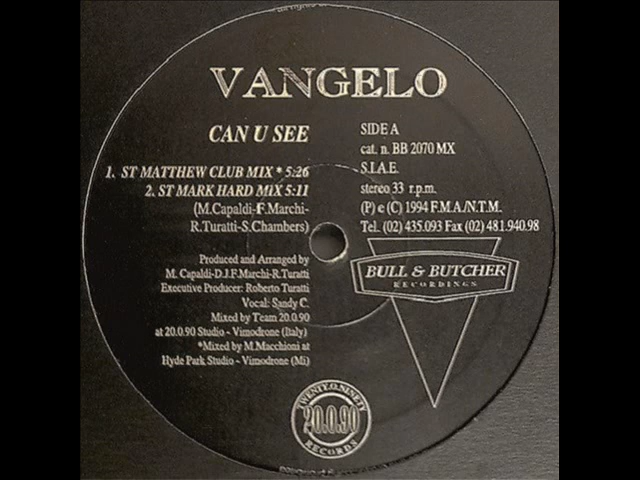 VANGELO
CAN U SEE
1. ST MATTHEW CLUB MIX * 5:26
2. ST MARK HARD MIX 5:11
(M.Capaldi-F.Marchi-
R.Turatti-S.Chambers)
SIDE A
cat. n. BB 2070 MX
S.I.A.E.
stereo 33 r.p.m.
(P) e (C) 1994 F.M.A./N.T.M.
Tel. (02) 435.093 Fax (02) 481.940.98
Produced and Arranged by
M. Capaldi-D.J.F.Marchi-R.Turatti
Executive Producer: Roberto Turatti
Vocal: Sandy C.
Mixed by Team 20.0.90
at 20.0.90 Studio - Vimodrone (Italy)
*Mixed by M.Macchioni at
Hyde Park Studio - Vimodrone (Mi)
BULL & BUTCHER
RECORDINGS
TWENTY.O.NINETY
20.0.90
RECORDS